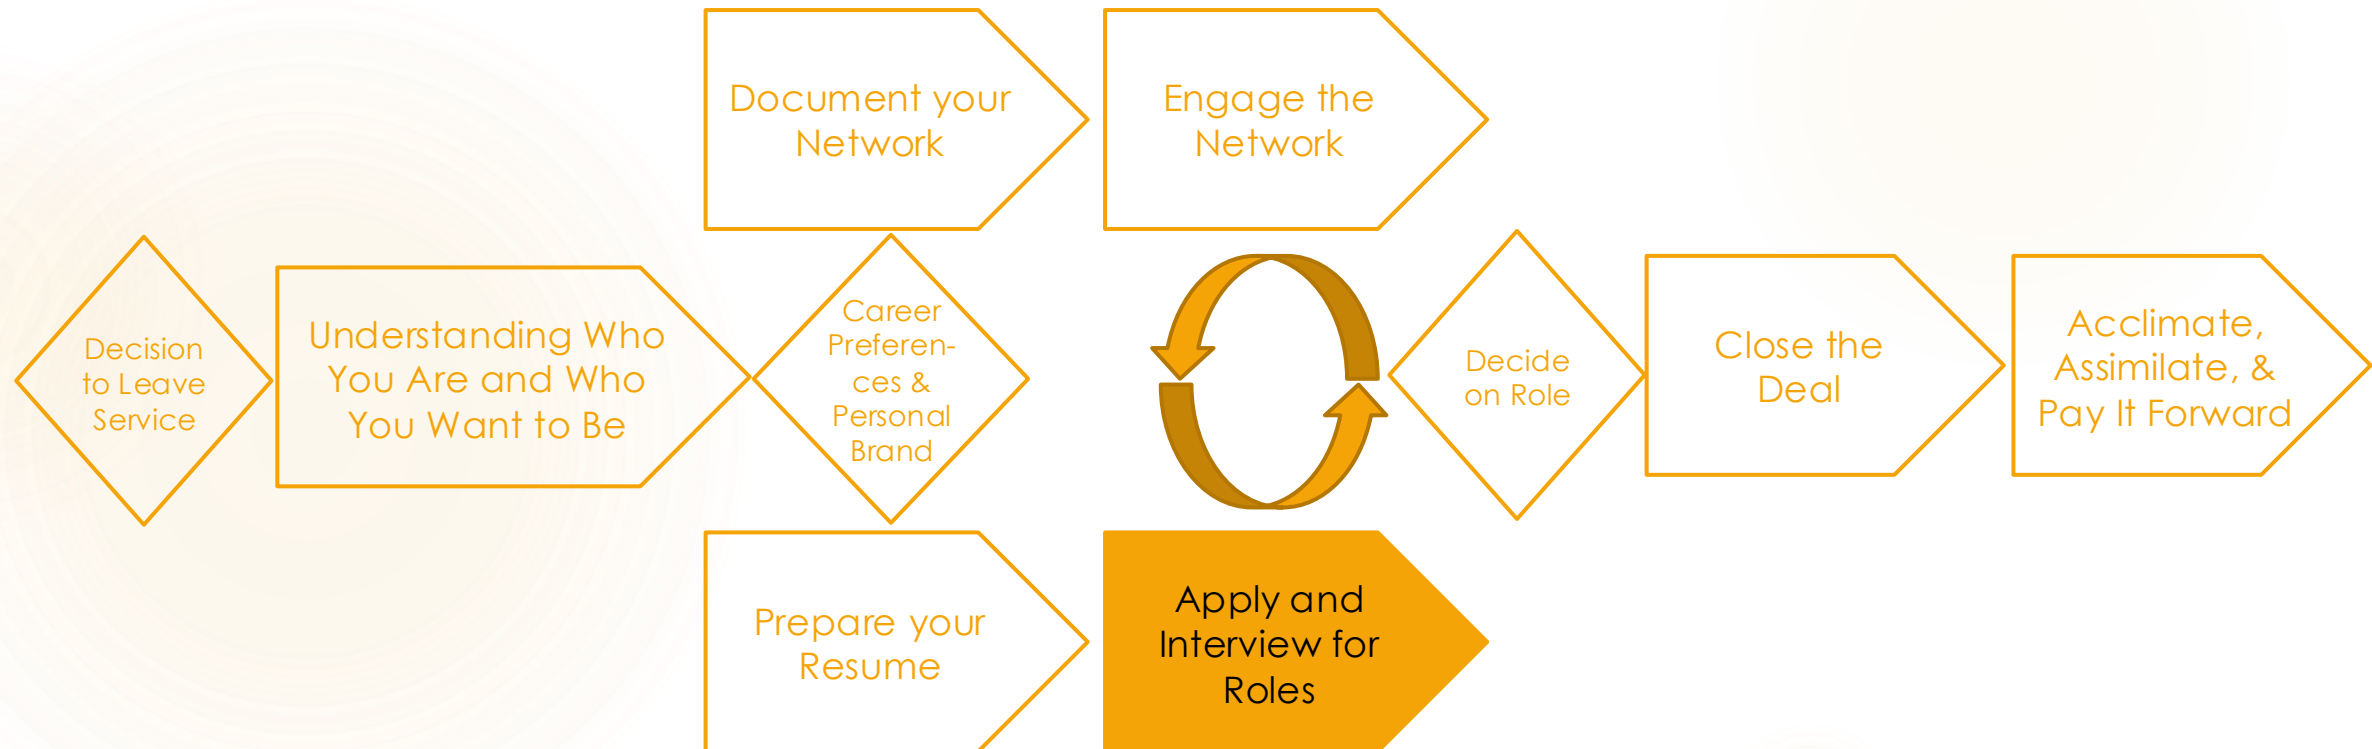 Document your
Network
Engage the
Network
Decision
to Leave
Service
Understanding Who
You Are and Who
You Want to Be
Career
Preferen-
ces &
Personal
Brand
Decide
on Role
Close the
Deal
Acclimate,
Assimilate, &
Pay It Forward
Prepare your
Resume
Apply and
Interview for
Roles